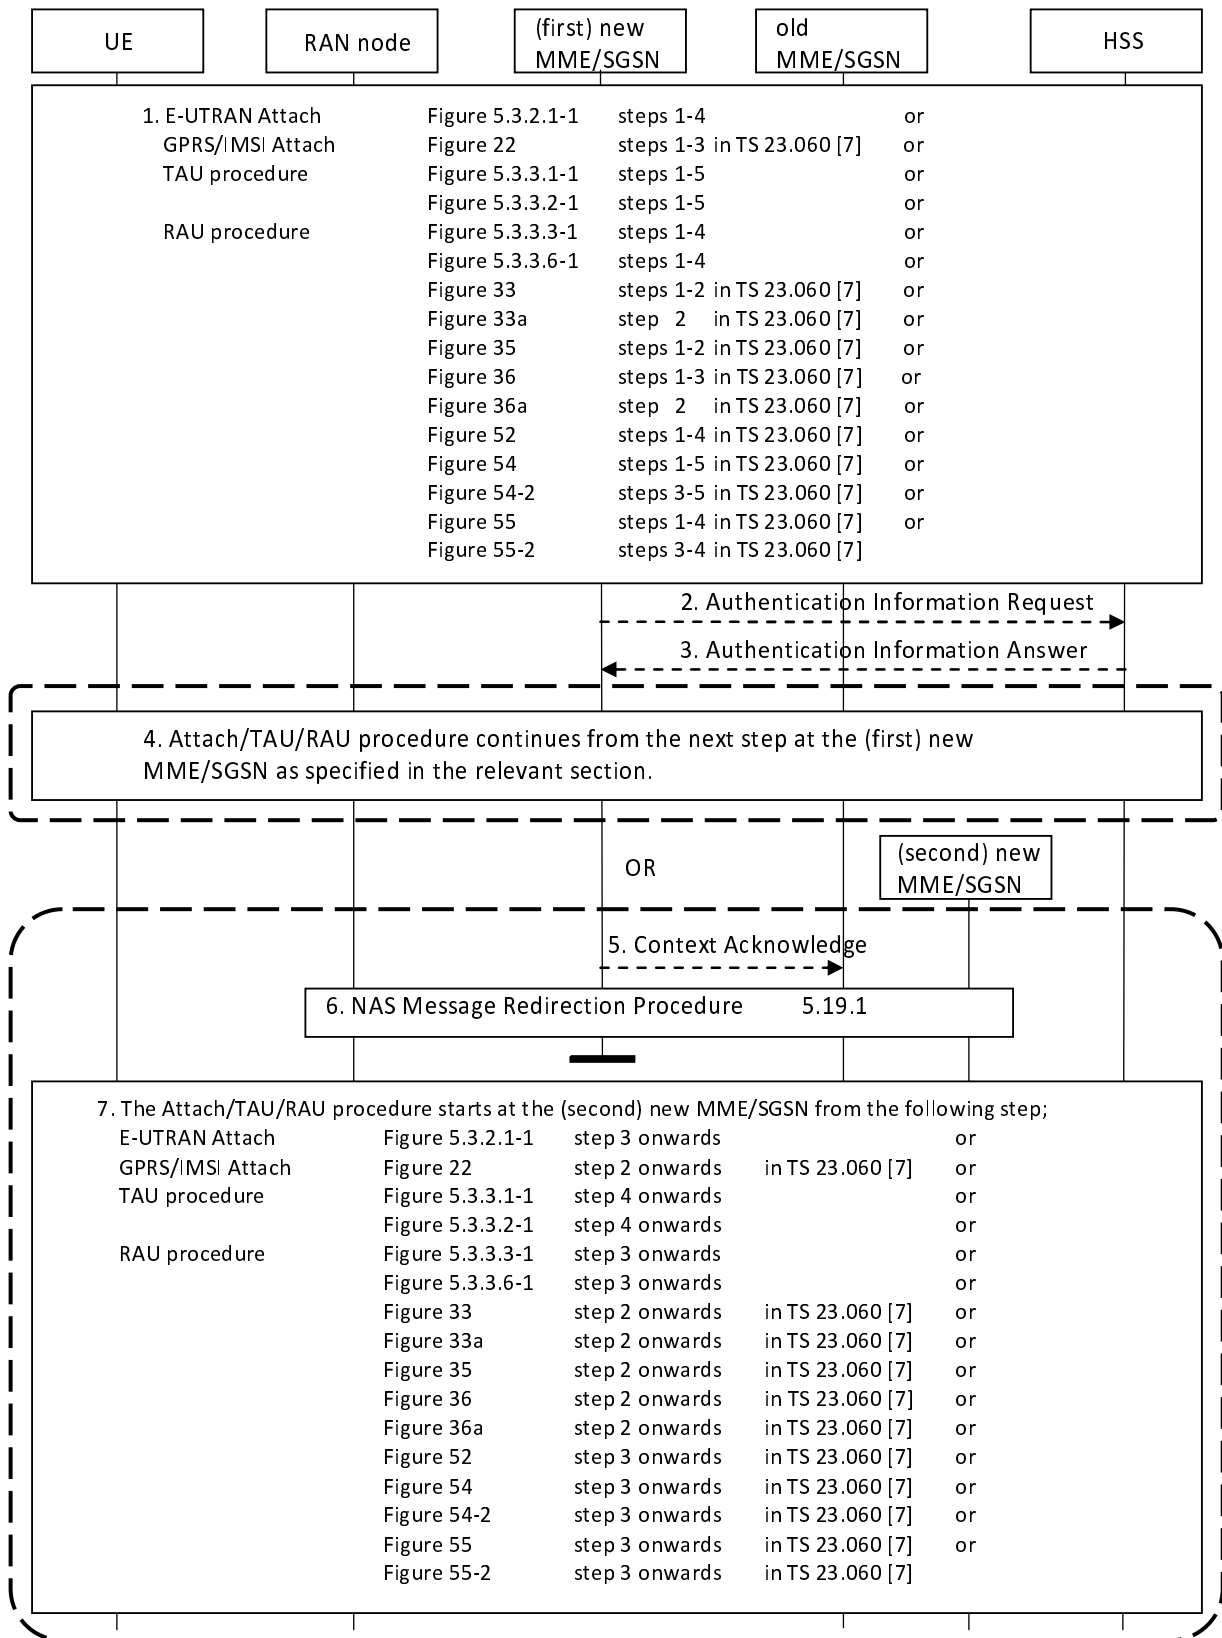 UE
RAN node
(first) new
MME/SGSN
old
MME/SGSN
HSS
1. E-UTRAN Attach Figure 5.3.2.1-1 steps 1-4 or
GPRS/IMSI Attach Figure 22 steps 1-3 in TS 23.060 [7] or
TAU procedure Figure 5.3.3.1-1 steps 1-5 or
Figure 5.3.3.2-1 steps 1-5 or
RAU procedure Figure 5.3.3.3-1 steps 1-4 or
Figure 5.3.3.6-1 steps 1-4 or
Figure 33 steps 1-2 in TS 23.060 [7] or
Figure 33a step 2 in TS 23.060 [7] or
Figure 35 steps 1-2 in TS 23.060 [7] or
Figure 36 steps 1-3 in TS 23.060 [7] or
Figure 36a step 2 in TS 23.060 [7] or
Figure 52 steps 1-4 in TS 23.060 [7] or
Figure 54 steps 1-5 in TS 23.060 [7] or
Figure 54-2 steps 3-5 in TS 23.060 [7] or
Figure 55 steps 1-4 in TS 23.060 [7] or
Figure 55-2 steps 3-4 in TS 23.060 [7]
2. Authentication Information Request
3. Authentication Information Answer
4. Attach/TAU/RAU procedure continues from the next step at the (first) new
MME/SGSN as specified in the relevant section.
OR
(second) new
MME/SGSN
5. Context Acknowledge
6. NAS Message Redirection Procedure 5.19.1
7. The Attach/TAU/RAU procedure starts at the (second) new MME/SGSN from the following step;
E-UTRAN Attach Figure 5.3.2.1-1 step 3 onwards or
GPRS/IMSI Attach Figure 22 step 2 onwards in TS 23.060 [7] or
TAU procedure Figure 5.3.3.1-1 step 4 onwards or
Figure 5.3.3.2-1 step 4 onwards or
RAU procedure Figure 5.3.3.3-1 step 3 onwards or
Figure 5.3.3.6-1 step 3 onwards or
Figure 33 step 2 onwards in TS 23.060 [7] or
Figure 33a step 2 onwards in TS 23.060 [7] or
Figure 35 step 2 onwards in TS 23.060 [7] or
Figure 36 step 2 onwards in TS 23.060 [7] or
Figure 36a step 2 onwards in TS 23.060 [7] or
Figure 52 step 3 onwards in TS 23.060 [7] or
Figure 54 step 3 onwards in TS 23.060 [7] or
Figure 54-2 step 3 onwards in TS 23.060 [7] or
Figure 55 step 3 onwards in TS 23.060 [7] or
Figure 55-2 step 3 onwards in TS 23.060 [7]